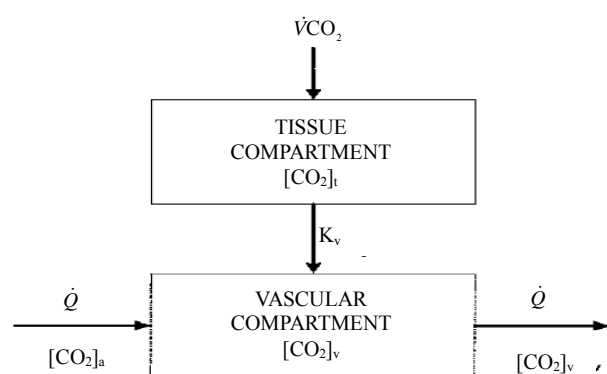 V̇CO₂
TISSUE
COMPARTMENT
[CO₂]ₜ
Kᵥ
Q̇
VASCULAR
COMPARTMENT
[CO₂]ᵥ
Q̇
[CO₂]ₐ
[CO₂]ᵥ